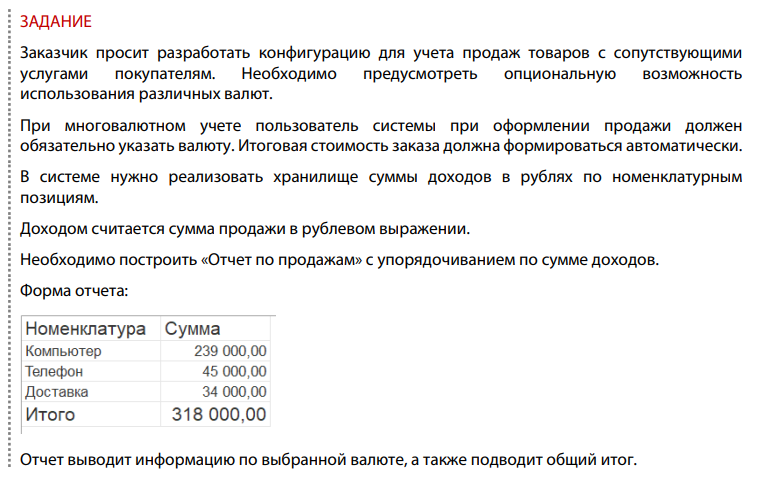 ЗАДАНИЕ
Заказчик просит разработать конфигурацию для учета продаж товаров с сопутствующими
услугами покупателям. Необходимо предусмотреть опциональную возможность
использования различных валют.
При многовалютном учете пользователь системы при оформлении продажи должен
обязательно указать валюту. Итоговая стоимость заказа должна формироваться автоматически.
В системе нужно реализовать хранилище суммы доходов в рублях по номенклатурным
позициям.
Доходом считается сумма продажи в рублевом выражении.
Необходимо построить «Отчет по продажам» с упорядочиванием по сумме доходов.
Форма отчета:
Номенклатура Сумма
Компьютер 239 000,00
Телефон 45 000,00
Доставка 34 000,00
Итого 318 000,00
Отчет выводит информацию по выбранной валюте, а также подводит общий итог.